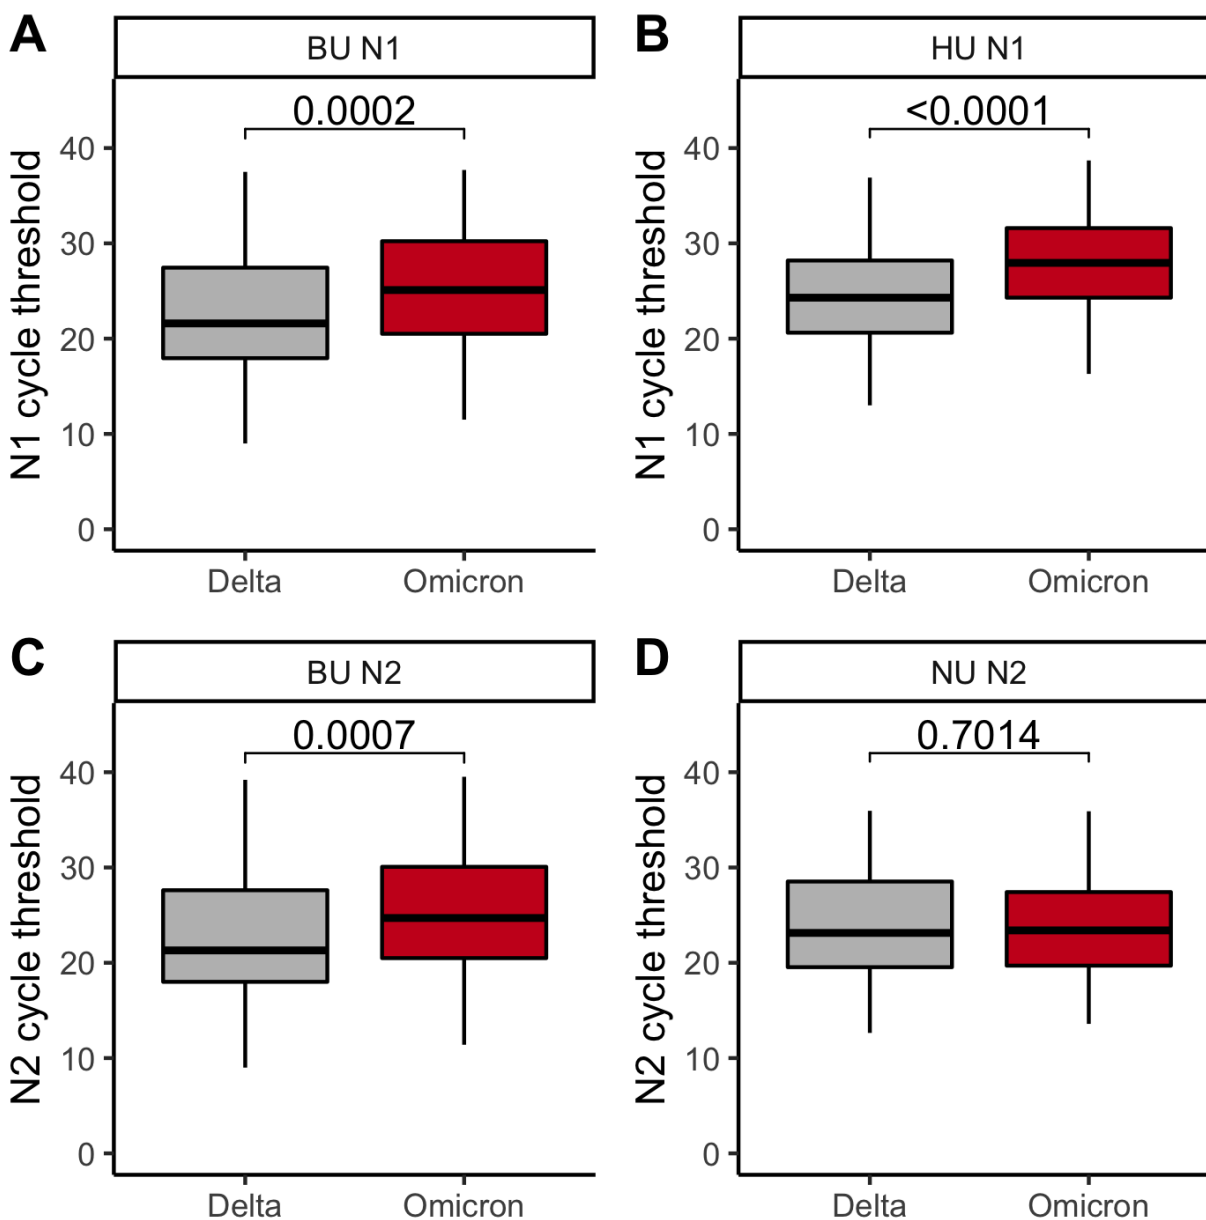 A
BU N1
0.0002
N1 cycle threshold
40
30
20
10
0
Delta Omicron
B
HU N1
<0.0001
N1 cycle threshold
40
30
20
10
0
Delta Omicron
C
BU N2
0.0007
N2 cycle threshold
40
30
20
10
0
Delta Omicron
D
NU N2
0.7014
N2 cycle threshold
40
30
20
10
0
Delta Omicron